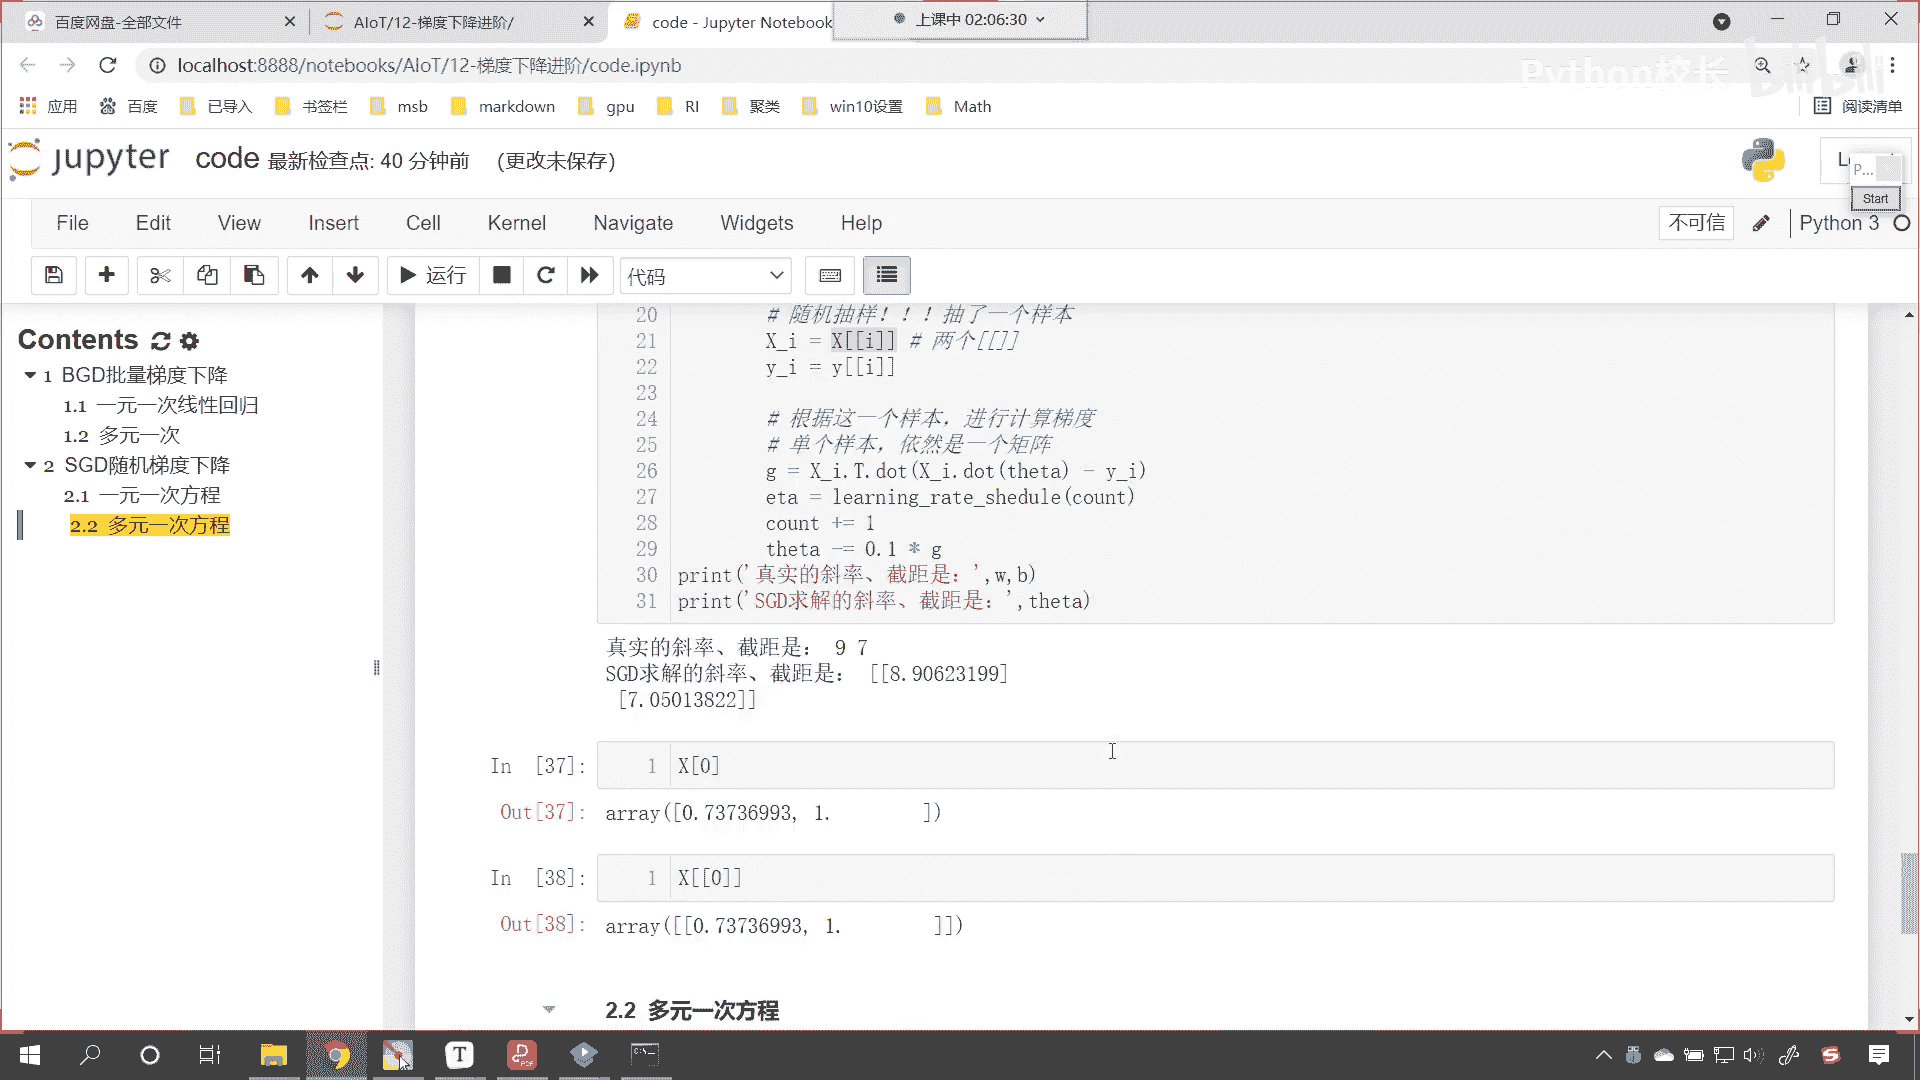 百度网盘-全部文件
AIoT/12-梯度下降进阶/
code - Jupyter Notebook
上课中 02:06:30
localhost:8888/notebooks/AIoT/12-梯度下降进阶/code.ipynb
Python校长
bilibili
应用 百度 已导入 书签栏 msb markdown gpu RI 聚类 win10设置 Math 阅读清单
jupyter code 最新检查点: 40 分钟前 (更改未保存)
P...
Start
File Edit View Insert Cell Kernel Navigate Widgets Help 不可信 Python 3
运行 代码
Contents
1 BGD批量梯度下降
1.1 一元一次线性回归
1.2 多元一次
2 SGD随机梯度下降
2.1 一元一次方程
2.2 多元一次方程
20 # 随机抽样！！！抽了一个样本
21 X_i = X[[i]] # 两个[[]]
22 y_i = y[[i]]
23
24 # 根据这一个样本，进行计算梯度
25 # 单个样本，依然是一个矩阵
26 g = X_i.T.dot(X_i.dot(theta) - y_i)
27 eta = learning_rate_shedule(count)
28 count += 1
29 theta -= 0.1 * g
30 print('真实的斜率、截距是：',w,b)
31 print('SGD求解的斜率、截距是：',theta)
真实的斜率、截距是： 9 7
SGD求解的斜率、截距是： [[8.90623199]
[7.05013822]]
In [37]: 1 X[0]
Out[37]: array([0.73736993, 1. ])
In [38]: 1 X[[0]]
Out[38]: array([[0.73736993, 1. ]])
2.2 多元一次方程